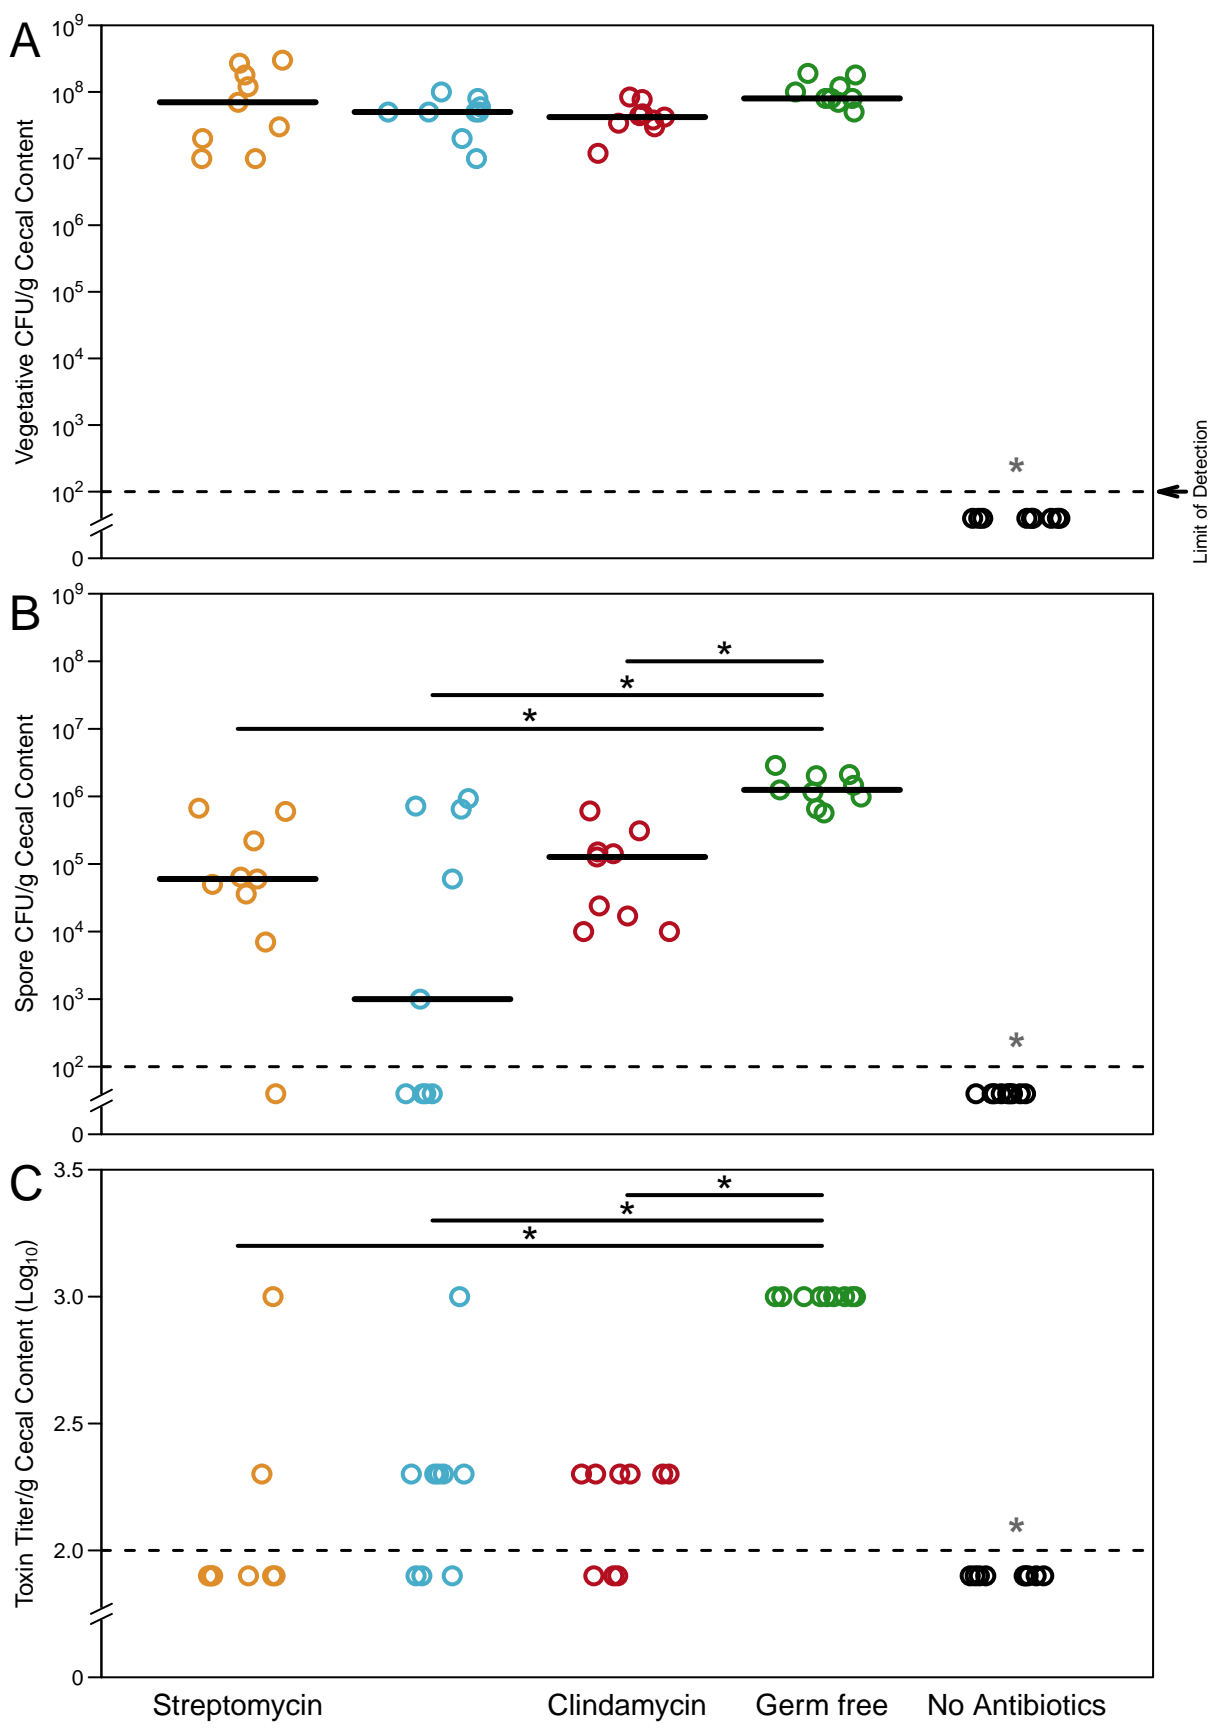 A
Vegetative CFU/g Cecal Content
10⁹
10⁸
10⁷
10⁶
10⁵
10⁴
10³
10²
0
*
Limit of Detection
B
Spore CFU/g Cecal Content
10⁹
10⁸
10⁷
10⁶
10⁵
10⁴
10³
10²
0
*
*
*
*
C
Toxin Titer/g Cecal Content (Log₁₀)
3.5
3.0
2.5
2.0
0
*
*
*
*
Streptomycin
Clindamycin
Germ free
No Antibiotics